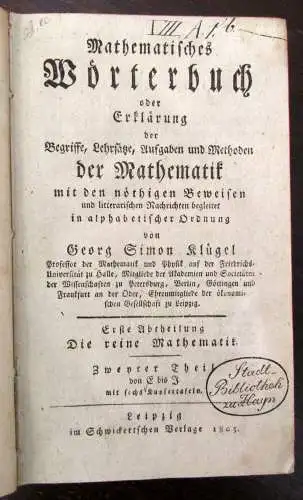 VIII A 1. b
Mathematisches
Wörterbuch
oder
Erklärung
der
Begriffe, Lehrsätze, Aufgaben und Methoden
der Mathematik
mit den nöthigen Beweisen
und litterarischen Nachrichten begleitet
in alphabetischer Ordnung
von
Georg Simon Klügel
Professor der Mathematik und Physik auf der Friedrichs-
Universität zu Halle, Mitgliede der Akademien und Societäten
der Wissenschaften zu Petersburg, Berlin, Göttingen und
Frankfurt an der Oder, Ehrenmitgliede der ökonomi-
schen Gesellschaft zu Leipzig.
Erste Abtheilung
Die reine Mathematik.
Zweyter Theil
von E bis J
mit sechs Kupfertafeln.
Stadt-
Bibliothek
zu Hayn
Leipzig
im Schwickertschen Verlage 1805.